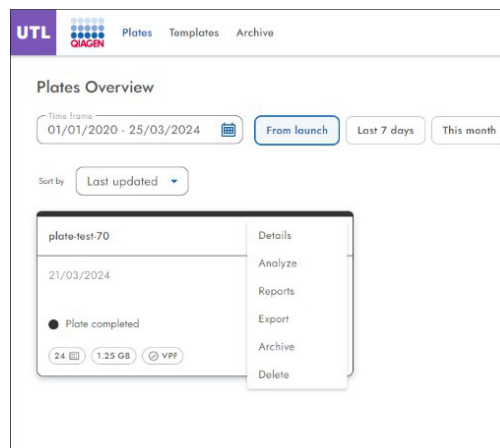 UTL QIAGEN Plates Templates Archive
Plates Overview
Time frame
01/01/2020 - 25/03/2024 From launch Last 7 days This month
Sort by Last updated
plate-test-70
21/03/2024
Plate completed
24 1.25 GB VPF
Details
Analyze
Reports
Export
Archive
Delete